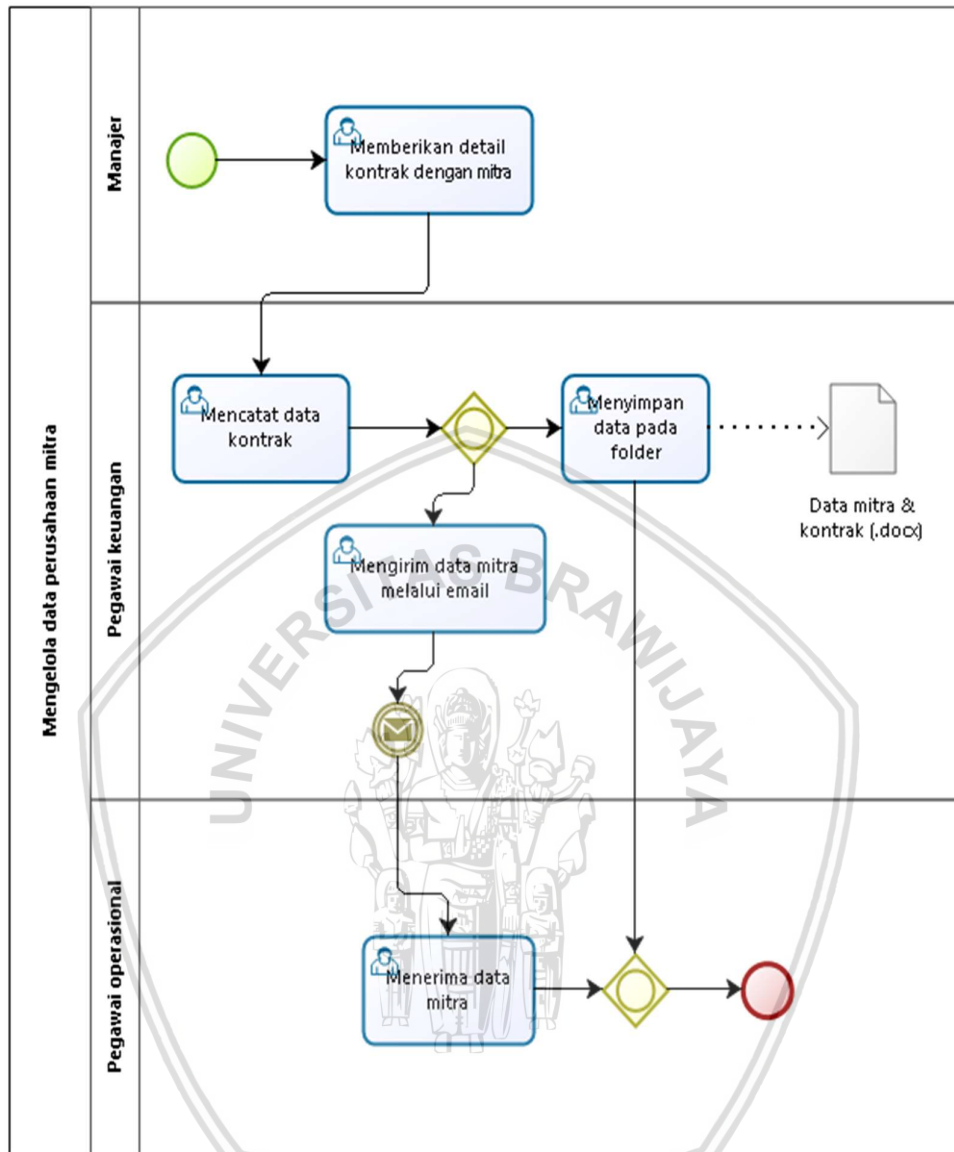 Mengelola data perusahaan mitra
Manajer
Memberikan detail
kontrak dengan mitra
Pegawai keuangan
Mencatat data
kontrak
Menyimpan
data pada
folder
Data mitra &
kontrak (.docx)
Mengirim data mitra
melalui email
Pegawai operasional
Menerima data
mitra
UNIVERSITAS BRAWIJAYA